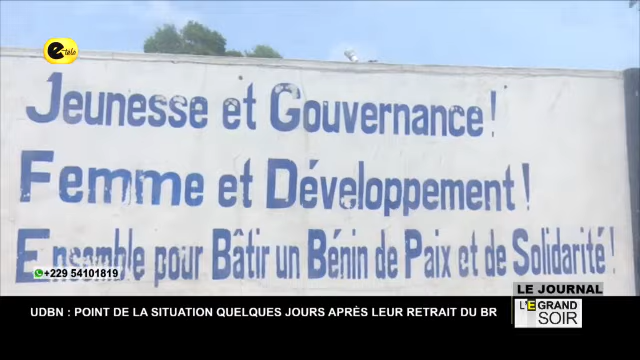 e-télé
Jeunesse et Gouvernance !
Femme et Développement !
Ensemble pour Bâtir un Bénin de Paix et de Solidarité !
+229 54101819
LE JOURNAL
L'E GRAND
SOIR
UDBN : POINT DE LA SITUATION QUELQUES JOURS APRÈS LEUR RETRAIT DU BR